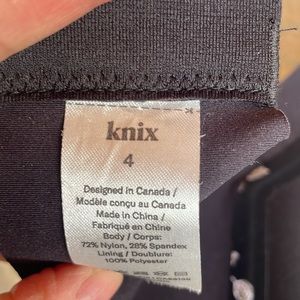 knix
4
Designed in Canada /
Modèle conçu au Canada
Made in China /
Fabriqué en Chine
Body / Corps:
72% Nylon, 28% Spandex
Lining / Doublure:
100% Polyester